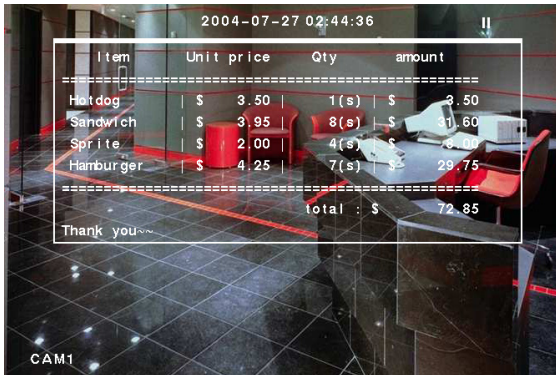 2004-07-27 02:44:36 II
Item Unit price Qty amount
================================================
Hotdog | $ 3.50 | 1(s) | $ 3.50
Sandwich | $ 3.95 | 8(s) | $ 31.60
Sprite | $ 2.00 | 4(s) | $ 8.00
Hamburger | $ 4.25 | 7(s) | $ 29.75
================================================
total : $ 72.85
Thank you~~
CAM1